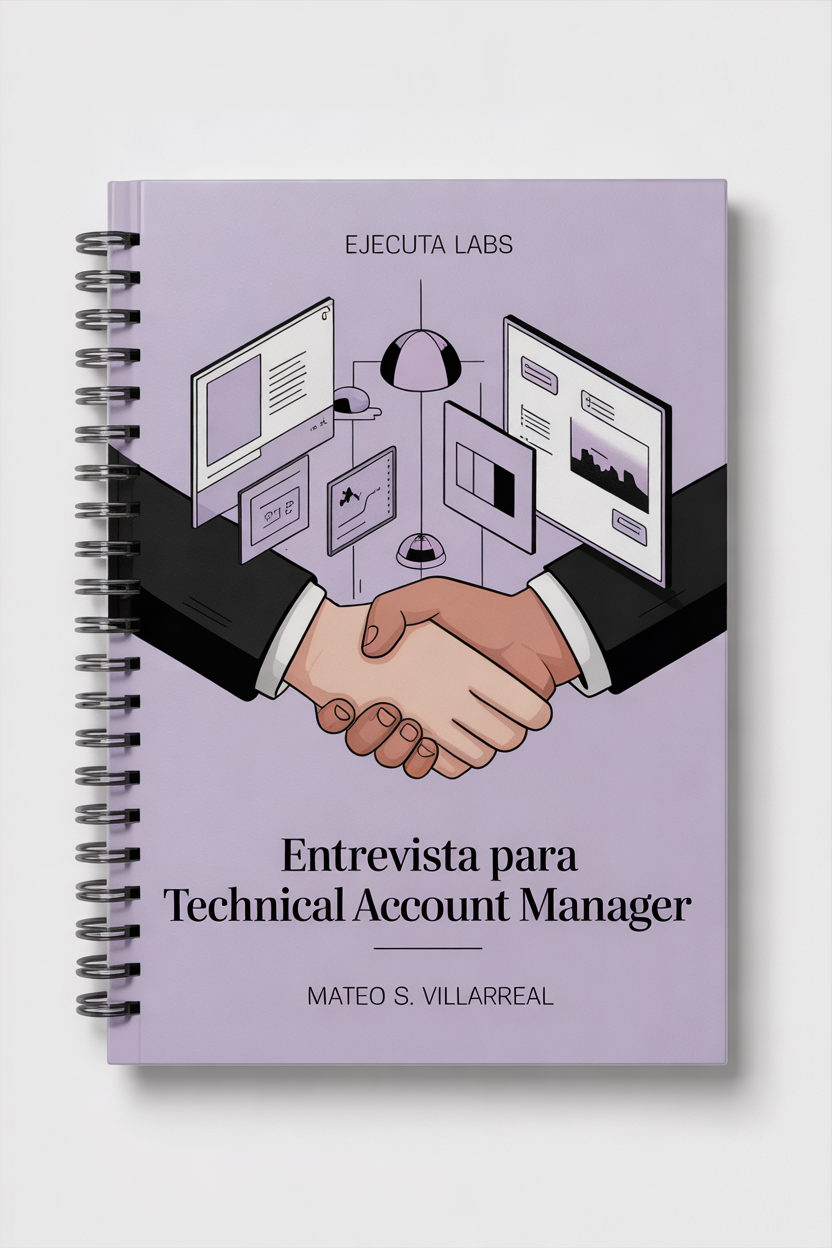 EJECUTA LABS
Entrevista para
Technical Account Manager
MATEO S. VILLARREAL